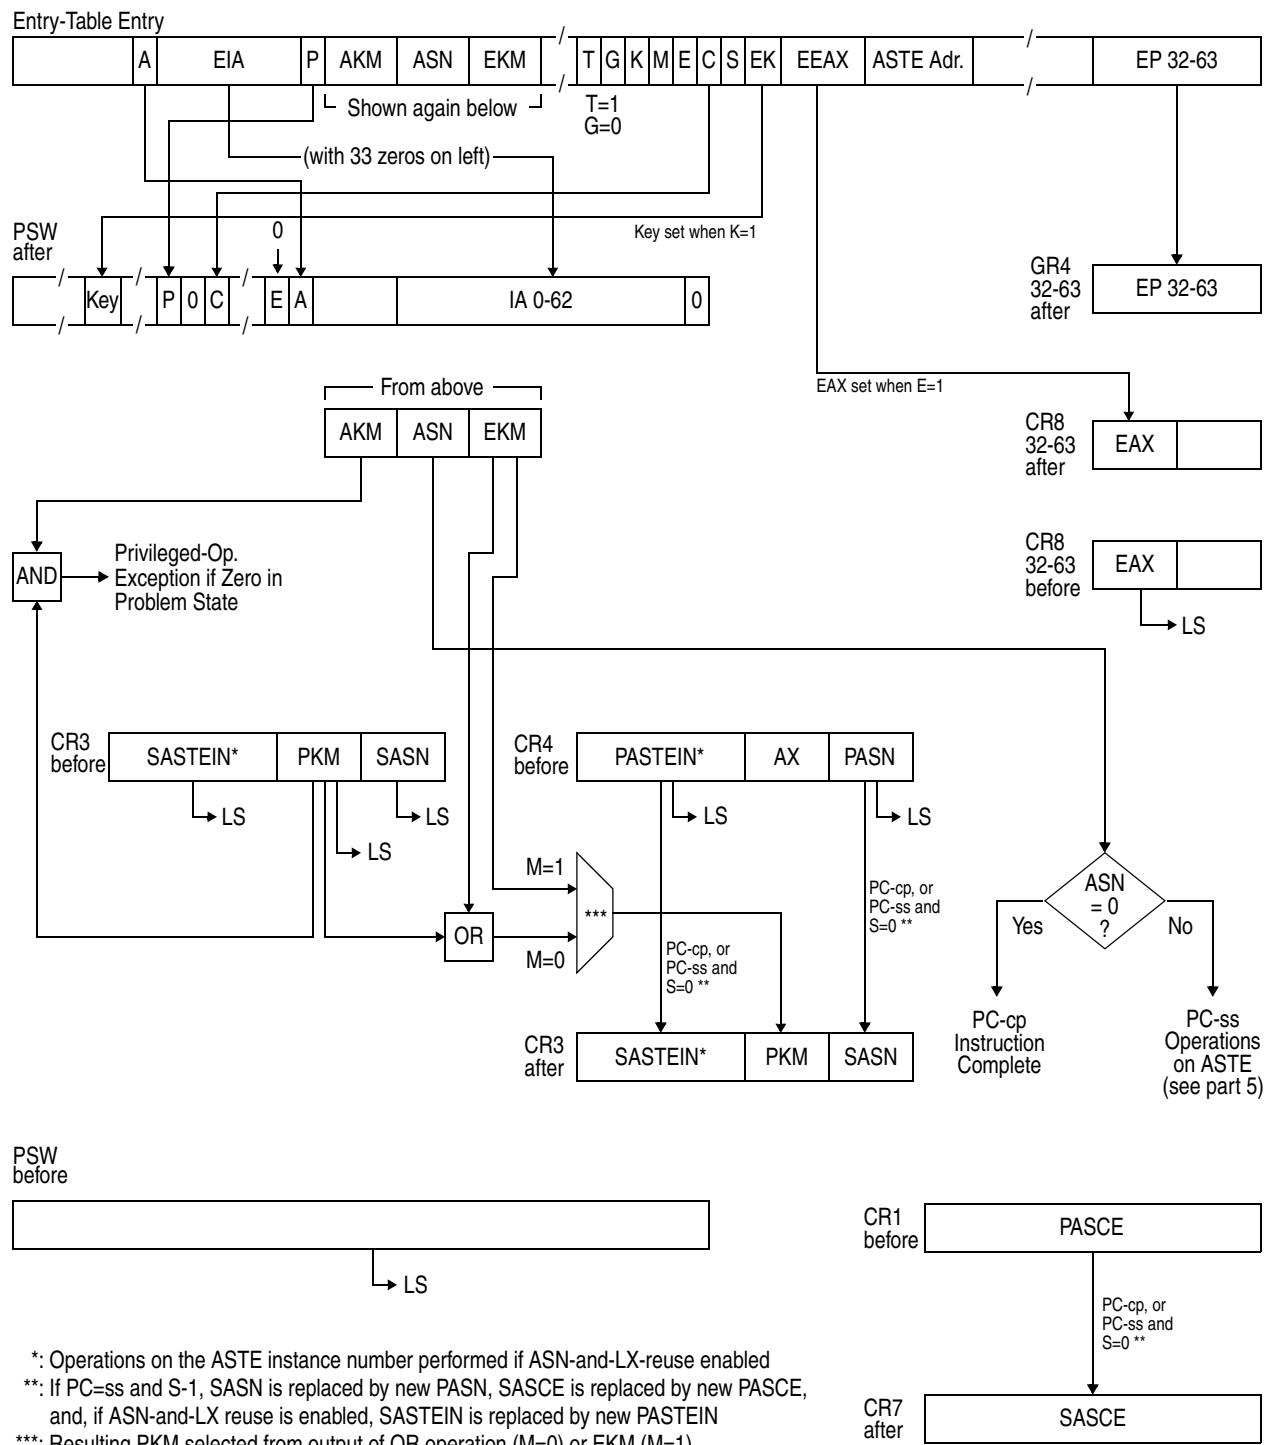 Entry-Table Entry
A EIA P AKM ASN EKM T G K M E C S EK EEAX ASTE Adr. EP 32-63
Shown again below
T=1
G=0
(with 33 zeros on left)
PSW
after
0
Key set when K=1
Key P 0 C E A IA 0-62 0
GR4
32-63
after
EP 32-63
EAX set when E=1
From above
AKM ASN EKM
CR8
32-63
after
EAX
AND
Privileged-Op.
Exception if Zero in
Problem State
CR8
32-63
before
EAX
LS
CR3
before
SASTEIN* PKM SASN
LS
LS
LS
CR4
before
PASTEIN* AX PASN
LS
LS
M=1
***
OR
M=0
PC-cp, or
PC-ss and
S=0 **
PC-cp, or
PC-ss and
S=0 **
ASN
= 0
?
Yes
No
PC-cp
Instruction
Complete
PC-ss
Operations
on ASTE
(see part 5)
CR3
after
SASTEIN* PKM SASN
PSW
before
LS
CR1
before
PASCE
PC-cp, or
PC-ss and
S=0 **
CR7
after
SASCE
*: Operations on the ASTE instance number performed if ASN-and-LX-reuse enabled
**: If PC=ss and S-1, SASN is replaced by new PASN, SASCE is replaced by new PASCE,
and, if ASN-and-LX reuse is enabled, SASTEIN is replaced by new PASTEIN
***: Resulting PKM selected from output of OR operation (M=0) or EKM (M=1)